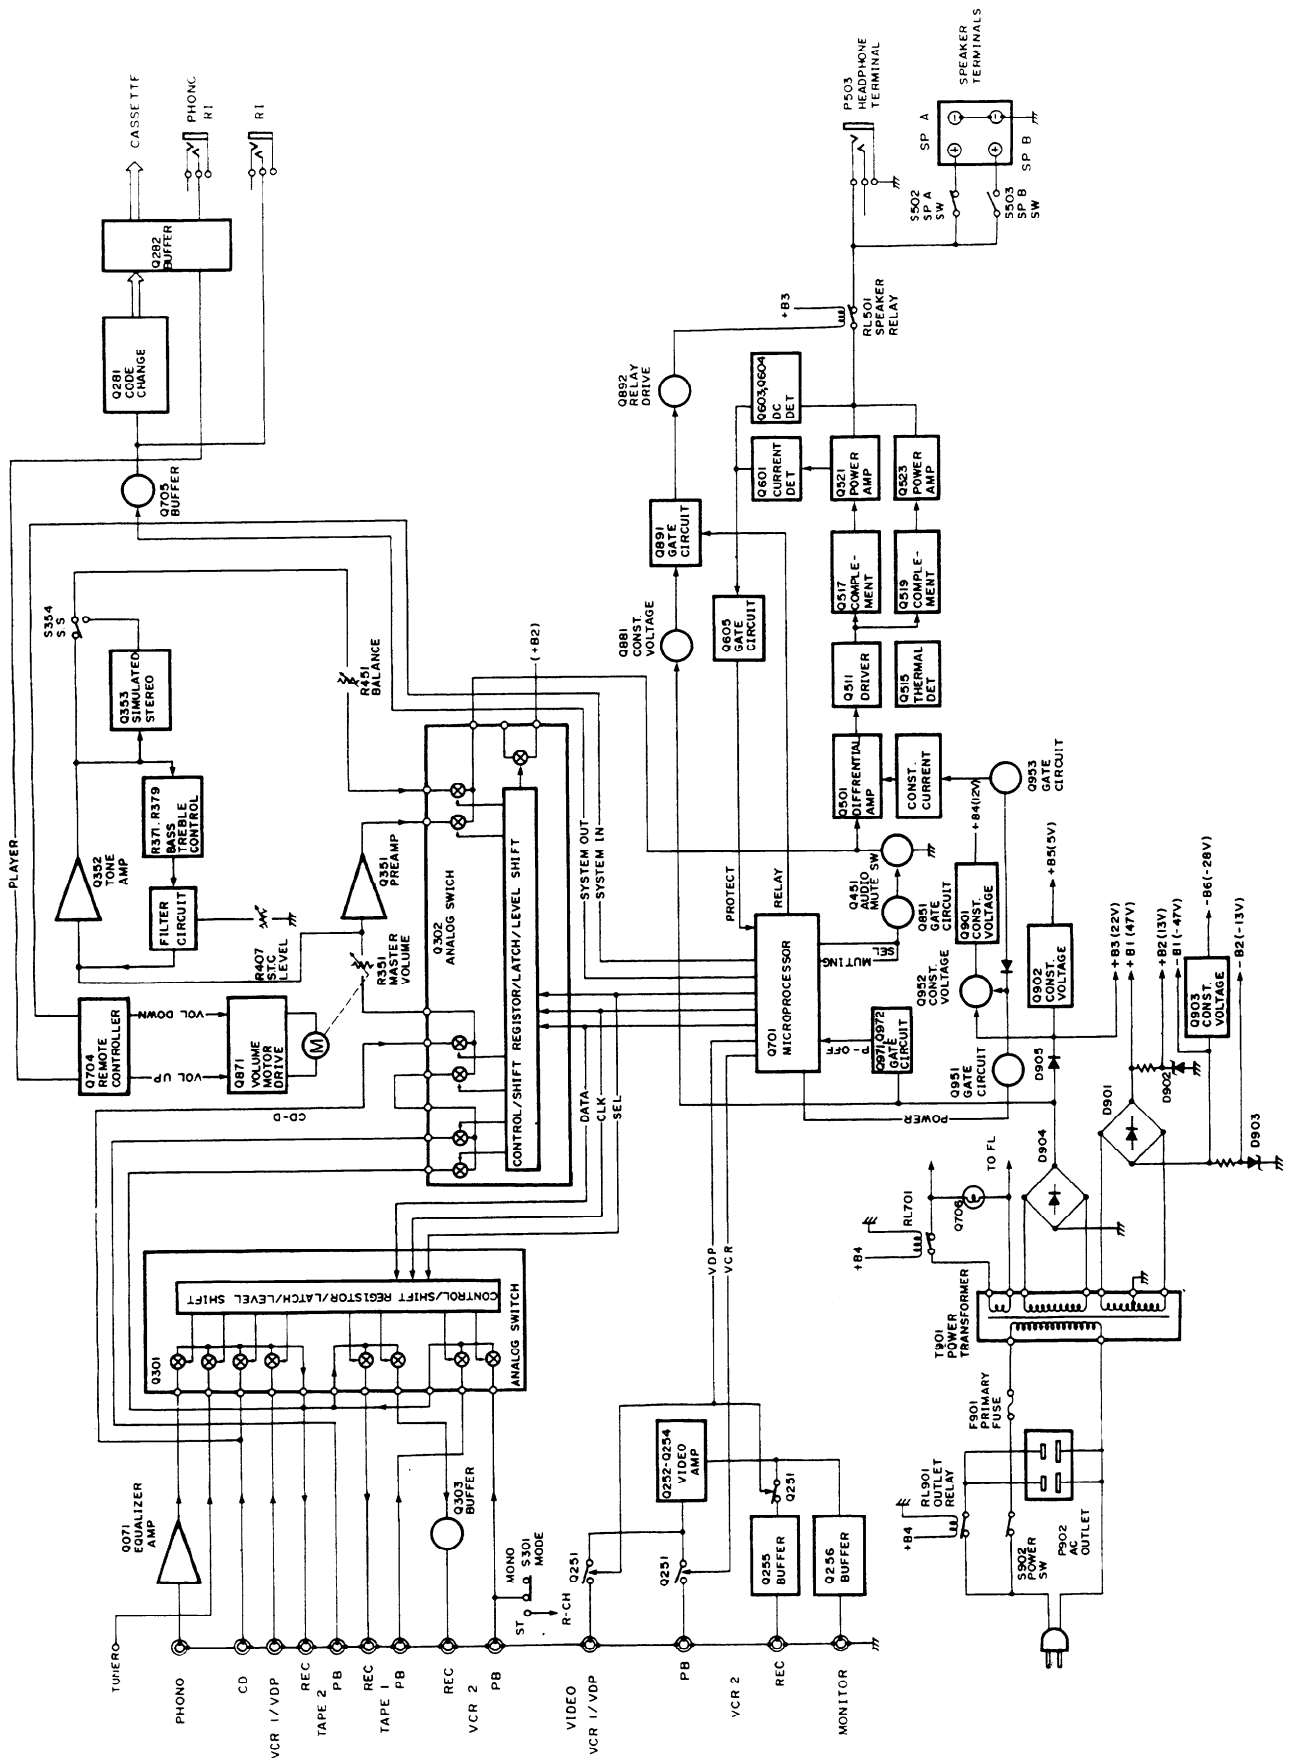 TUNER
PHONO
CD
VCR 1/VDP
REC
TAPE 2
PB
REC
TAPE 1
PB
REC
VCR 2
PB
VIDEO
VCR 1/VDP
PB
VCR 2
REC
MONITOR
Q071
EQUALIZER
AMP
Q303
BUFFER
MONO
S301
MODE
ST
R-CH
Q251
Q251
Q251
Q252-Q254
VIDEO
AMP
Q255
BUFFER
Q256
BUFFER
VDP
VCR
Q301
CONTROL/SHIFT REGISTOR/LATCH/LEVEL SHIFT
ANALOG SWITCH
CD-D
PLAYER
Q704
REMOTE
CONTROLLER
VOL DOWN
VOL UP
Q871
VOLUME
MOTOR
DRIVE
M
R407
S.T.C
LEVEL
FILTER
CIRCUIT
R371, R379
BASS
TREBLE
CONTROL
Q352
TONE
AMP
Q353
SIMULATED
STEREO
S354
S.S
R351
MASTER
VOLUME
Q351
PREAMP
R451
BALANCE
Q302
ANALOG SWICH
CONTROL/SHIFT REGISTOR/LATCH/LEVEL SHIFT
(+B2)
DATA
CLK
SEL
SYSTEM OUT
SYSTEM IN
Q705
BUFFER
Q281
CODE
CHANGE
Q282
BUFFER
CASSETTE
PHONO
RI
RI
Q701
MICROPROCESSOR
PROTECT
RELAY
MUTING
SEL
P-OFF
POWER
Q971,Q972
GATE
CIRCUIT
Q881
CONST.
VOLTAGE
Q891
GATE
CIRCUIT
Q892
RELAY
DRIVE
Q605
GATE
CIRCUIT
Q601
CURRENT
DET
Q603,Q604
DC
DET
Q451
AUDIO
MUTE SW
Q851
GATE
CIRCUIT
Q501
DIFFRENTIAL
AMP
CONST.
CURRENT
Q511
DRIVER
Q515
THERMAL
DET
Q517
COMPLE-
MENT
Q519
COMPLE-
MENT
Q521
POWER
AMP
Q523
POWER
AMP
+B3
RL501
SPEAKER
RELAY
P503
HEADPHONE
TERMINAL
S502
SP A
SW
S503
SP B
SW
SP A
SP B
SPEAKER
TERMINALS
Q901
CONST.
VOLTAGE
+B4(12V)
Q953
GATE
CIRCUIT
Q952
CONST.
VOLTAGE
Q951
GATE
CIRCUIT
Q902
CONST.
VOLTAGE
+B5(5V)
D905
D904
D901
D902
D903
+B3(22V)
+B1(47V)
+B2(13V)
-B1(-47V)
Q903
CONST.
VOLTAGE
-B6(-28V)
-B2(-13V)
TO FL
Q706
RL701
+B4
T901
POWER
TRANSFORMER
F901
PRIMARY
FUSE
RL901
OUTLET
RELAY
+B4
S902
POWER
SW
P902
AC
OUTLET